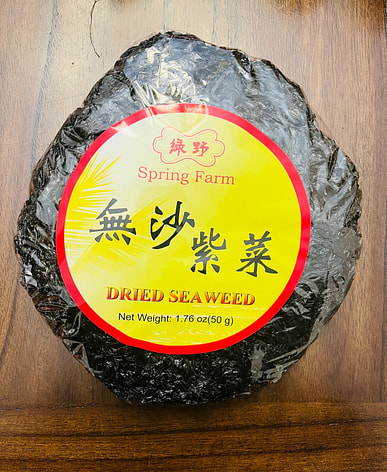 綠野
Spring Farm
無沙紫菜
DRIED SEAWEED
Net Weight: 1.76 oz(50 g)